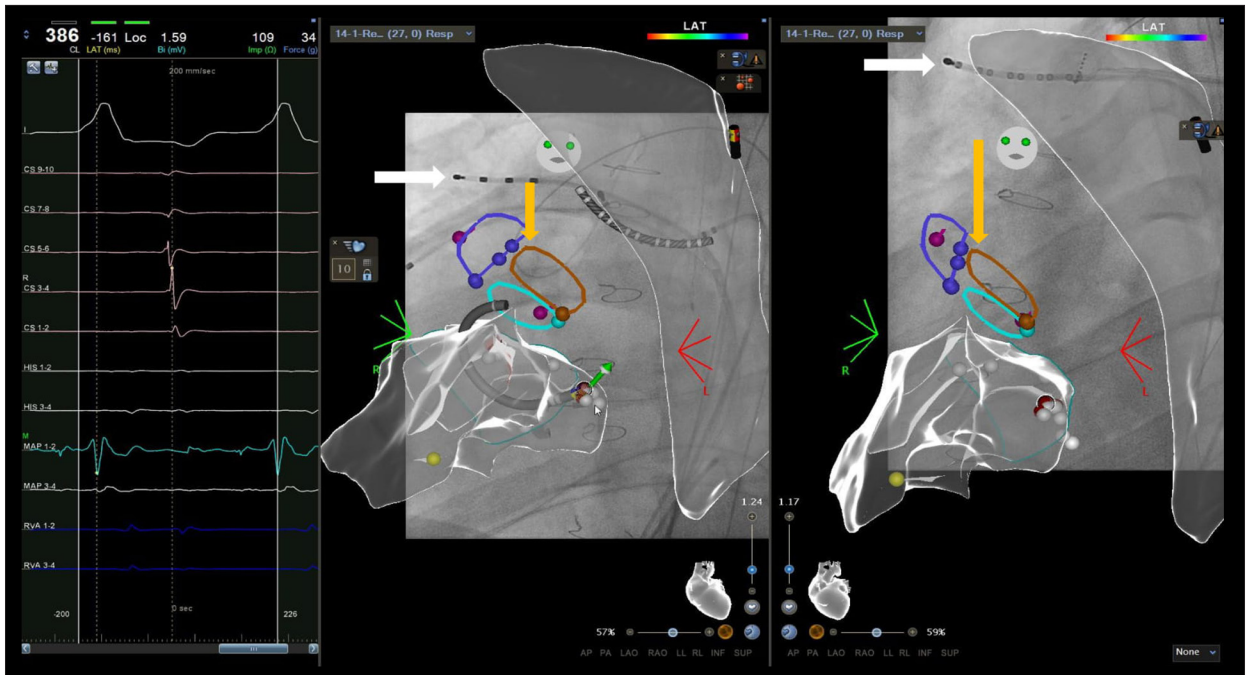 386 -161 Loc 1.59 109 34
CL LAT (ms) Bi (mV) Imp (Ω) Force (g)
200 mm/sec
I
CS 9-10
CS 7-8
CS 5-6
R
CS 3-4
CS 1-2
HIS 1-2
HIS 3-4
M
MAP 1-2
MAP 3-4
RVA 1-2
RVA 3-4
-200 0 sec 226
14-1-Re... (27, 0) Resp
LAT
10
R
L
1.24
57%
AP PA LAO RAO LL RL INF SUP
14-1-Re... (27, 0) Resp
LAT
R
L
1.17
59%
AP PA LAO RAO LL RL INF SUP
None